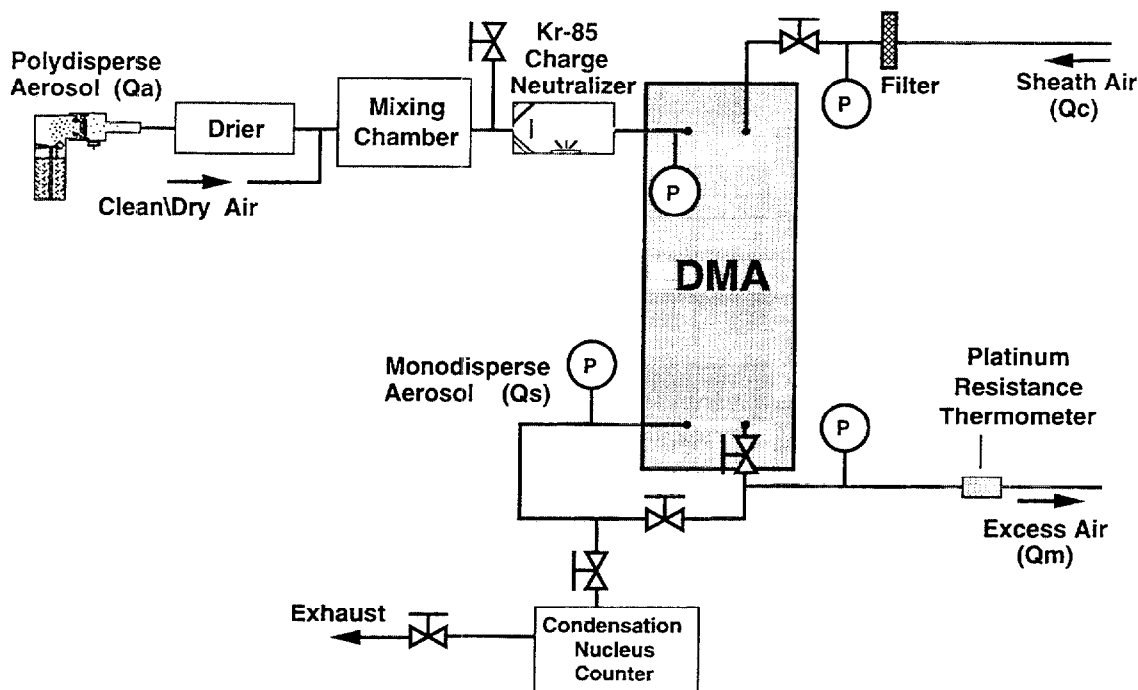 Polydisperse
Aerosol (Qa)
Drier
Clean\Dry Air
Mixing
Chamber
Kr-85
Charge
Neutralizer
P
P
Filter
Sheath Air
(Qc)
DMA
Monodisperse
Aerosol (Qs)
P
P
Platinum
Resistance
Thermometer
Excess Air
(Qm)
Exhaust
Condensation
Nucleus
Counter